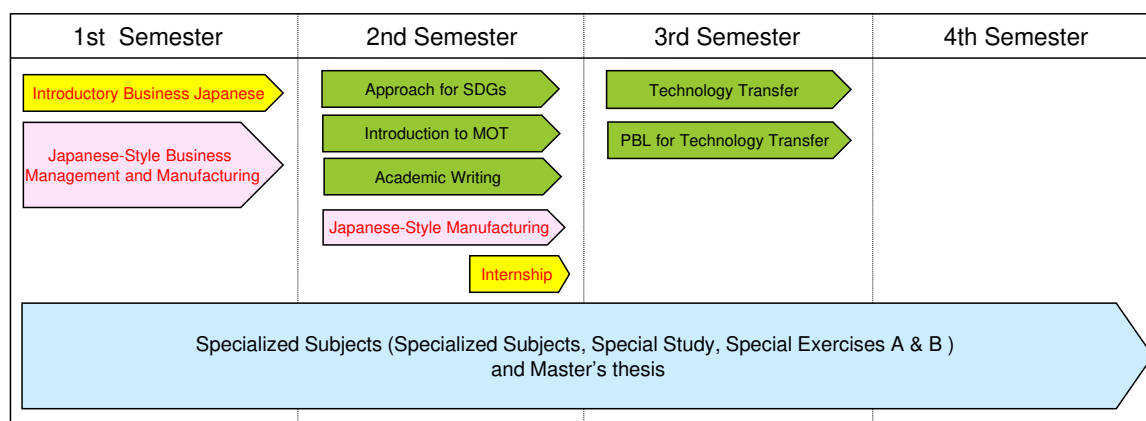 1st Semester
2nd Semester
3rd Semester
4th Semester
Introductory Business Japanese
Japanese-Style Business
Management and Manufacturing
Approach for SDGs
Introduction to MOT
Academic Writing
Japanese-Style Manufacturing
Internship
Technology Transfer
PBL for Technology Transfer
Specialized Subjects (Specialized Subjects, Special Study, Special Exercises A & B )
and Master's thesis